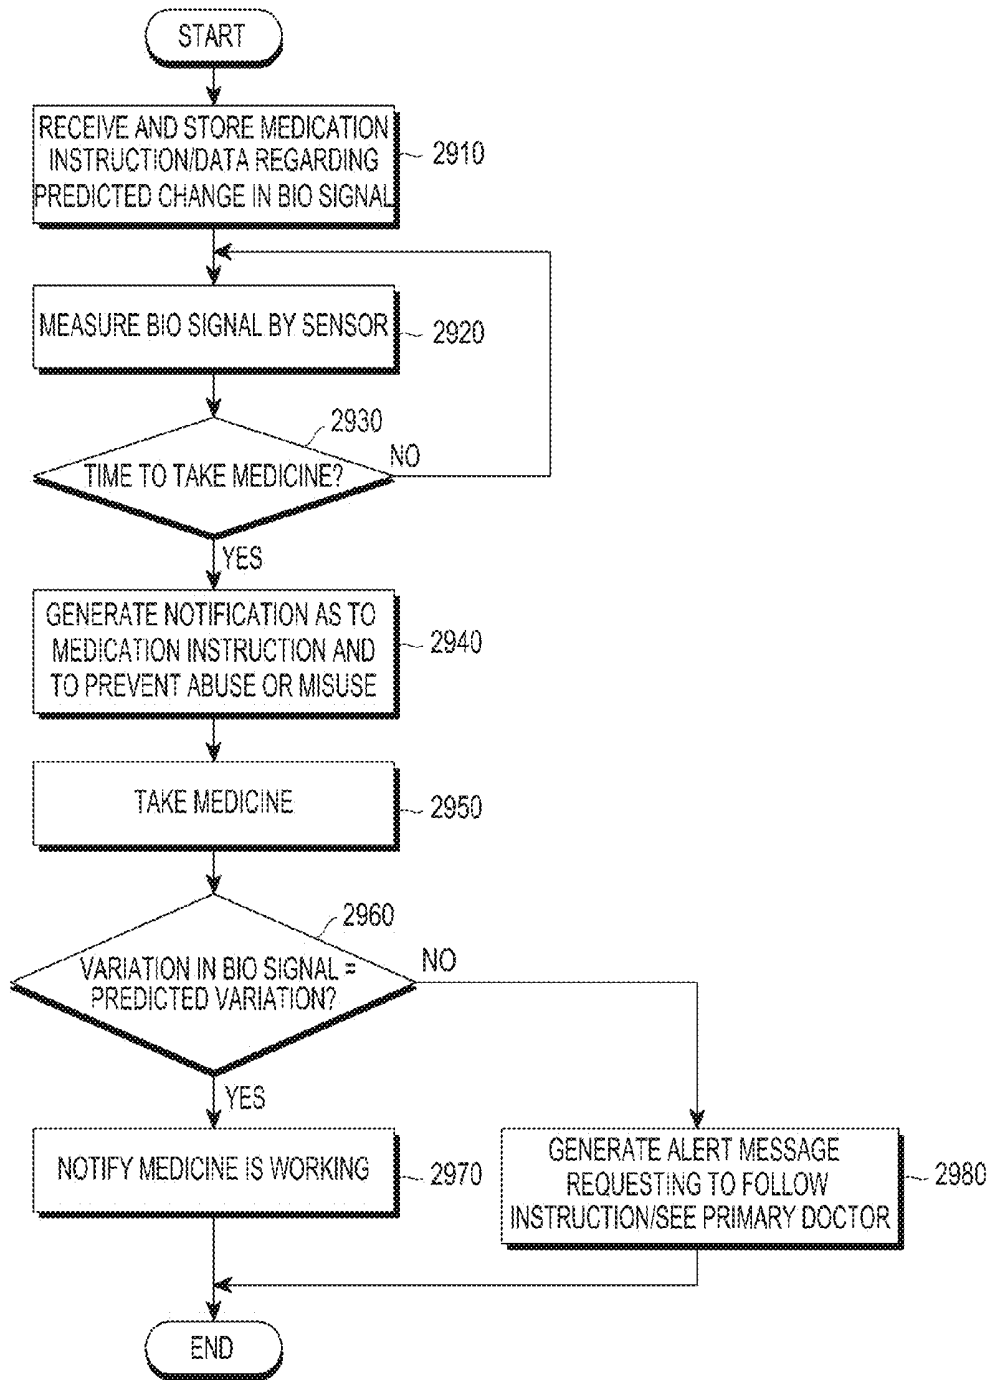 START
RECEIVE AND STORE MEDICATION
INSTRUCTION/DATA REGARDING
PREDICTED CHANGE IN BIO SIGNAL
2910
MEASURE BIO SIGNAL BY SENSOR
2920
2930
TIME TO TAKE MEDICINE?
NO
YES
GENERATE NOTIFICATION AS TO
MEDICATION INSTRUCTION AND
TO PREVENT ABUSE OR MISUSE
2940
TAKE MEDICINE
2950
2960
VARIATION IN BIO SIGNAL =
PREDICTED VARIATION?
NO
YES
NOTIFY MEDICINE IS WORKING
2970
GENERATE ALERT MESSAGE
REQUESTING TO FOLLOW
INSTRUCTION/SEE PRIMARY DOCTOR
2980
END